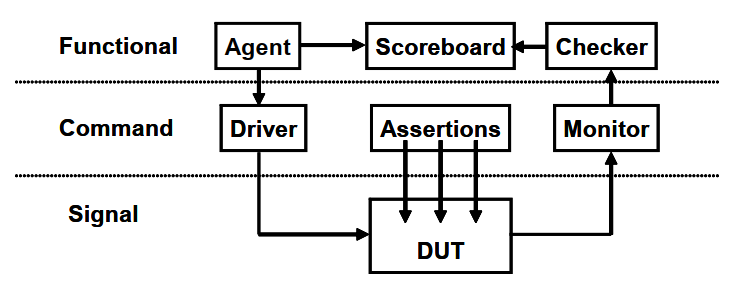 Functional Agent Scoreboard Checker
Command Driver Assertions Monitor
Signal
DUT